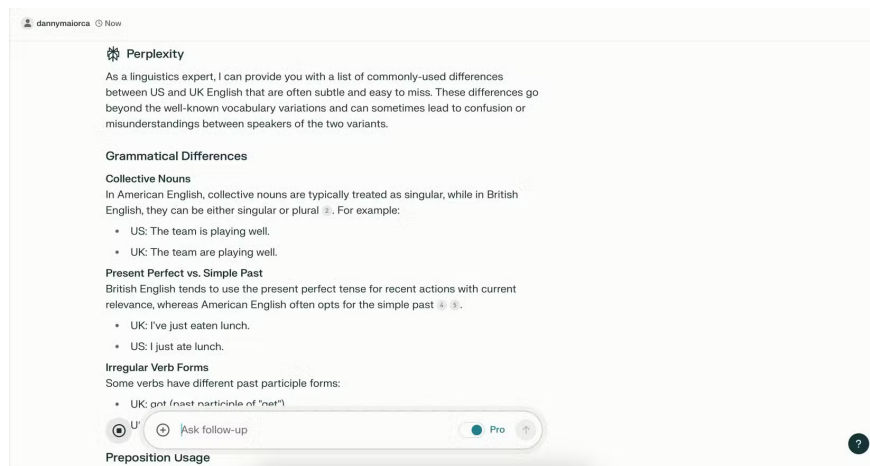 dannymaiorca Now
Perplexity
As a linguistics expert, I can provide you with a list of commonly-used differences
between US and UK English that are often subtle and easy to miss. These differences go
beyond the well-known vocabulary variations and can sometimes lead to confusion or
misunderstandings between speakers of the two variants.
Grammatical Differences
Collective Nouns
In American English, collective nouns are typically treated as singular, while in British
English, they can be either singular or plural 2. For example:
• US: The team is playing well.
• UK: The team are playing well.
Present Perfect vs. Simple Past
British English tends to use the present perfect tense for recent actions with current
relevance, whereas American English often opts for the simple past 4 5.
• UK: I've just eaten lunch.
• US: I just ate lunch.
Irregular Verb Forms
Some verbs have different past participle forms:
• UK: got (past participle of "get")
Ask follow-up
Pro
?
Preposition Usage